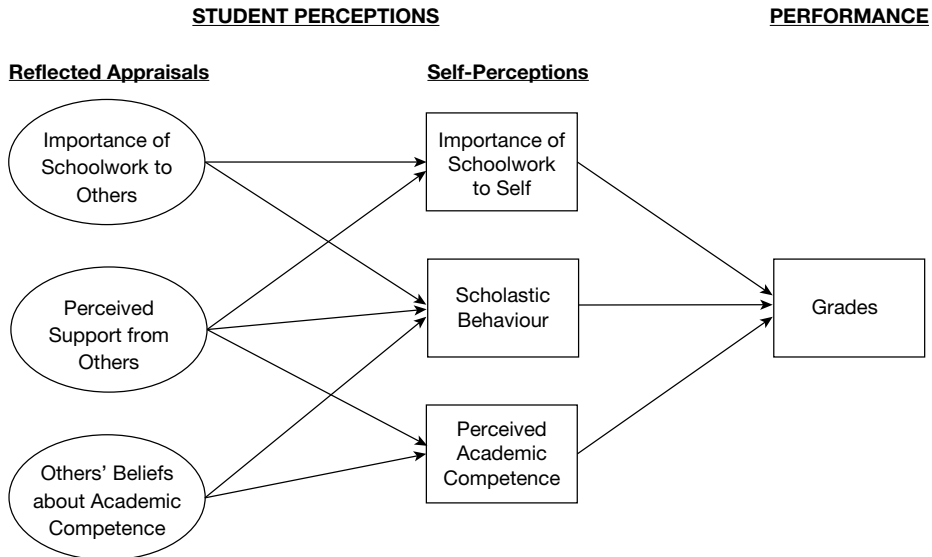 STUDENT PERCEPTIONS
PERFORMANCE
Reflected Appraisals
Self-Perceptions
Importance of
Schoolwork to
Others
Importance of
Schoolwork
to Self
Perceived
Support from
Others
Scholastic
Behaviour
Grades
Others’ Beliefs
about Academic
Competence
Perceived
Academic
Competence